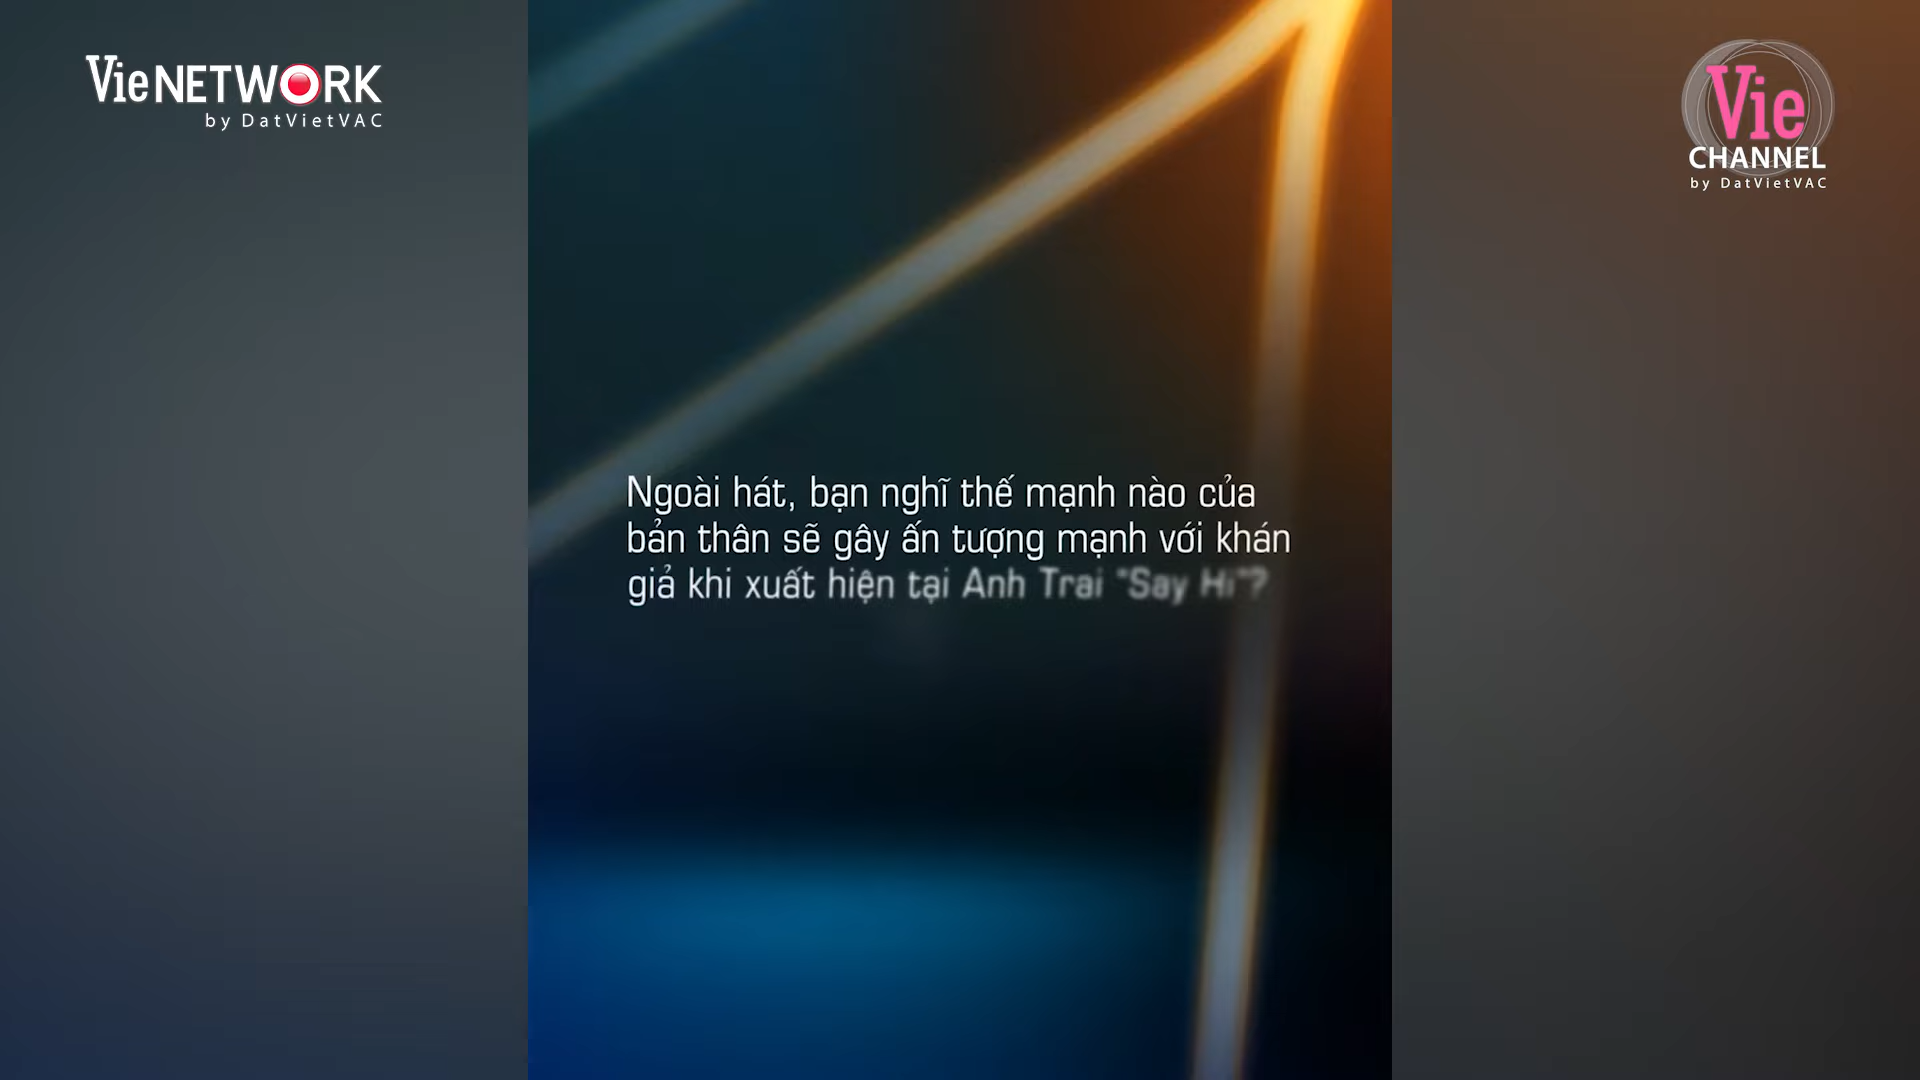 VieNETWORK
by DatVietVAC
Vie
CHANNEL
by DatVietVAC
Ngoài hát, bạn nghĩ thế mạnh nào của
bản thân sẽ gây ấn tượng mạnh với khán
giả khi xuất hiện tại Anh Trai "Say Hi"?